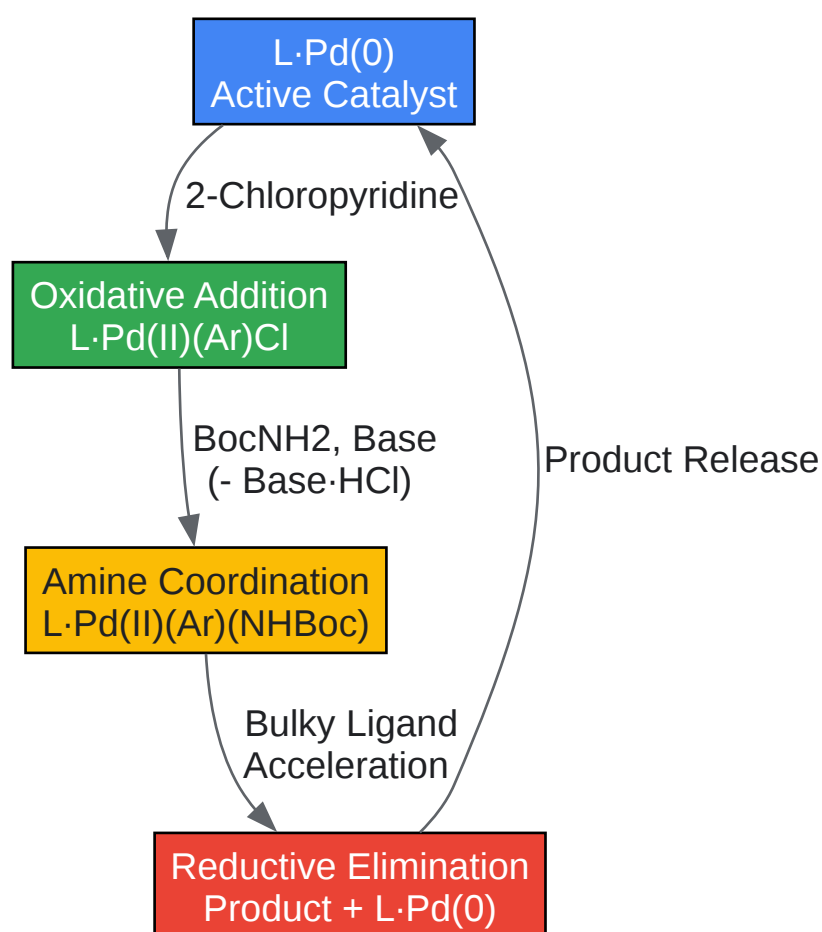 L·Pd(0)
Active Catalyst
2-Chloropyridine
Oxidative Addition
L·Pd(II)(Ar)Cl
BocNH2, Base
(- Base·HCl)
Product Release
Amine Coordination
L·Pd(II)(Ar)(NHBoc)
Bulky Ligand
Acceleration
Reductive Elimination
Product + L·Pd(0)